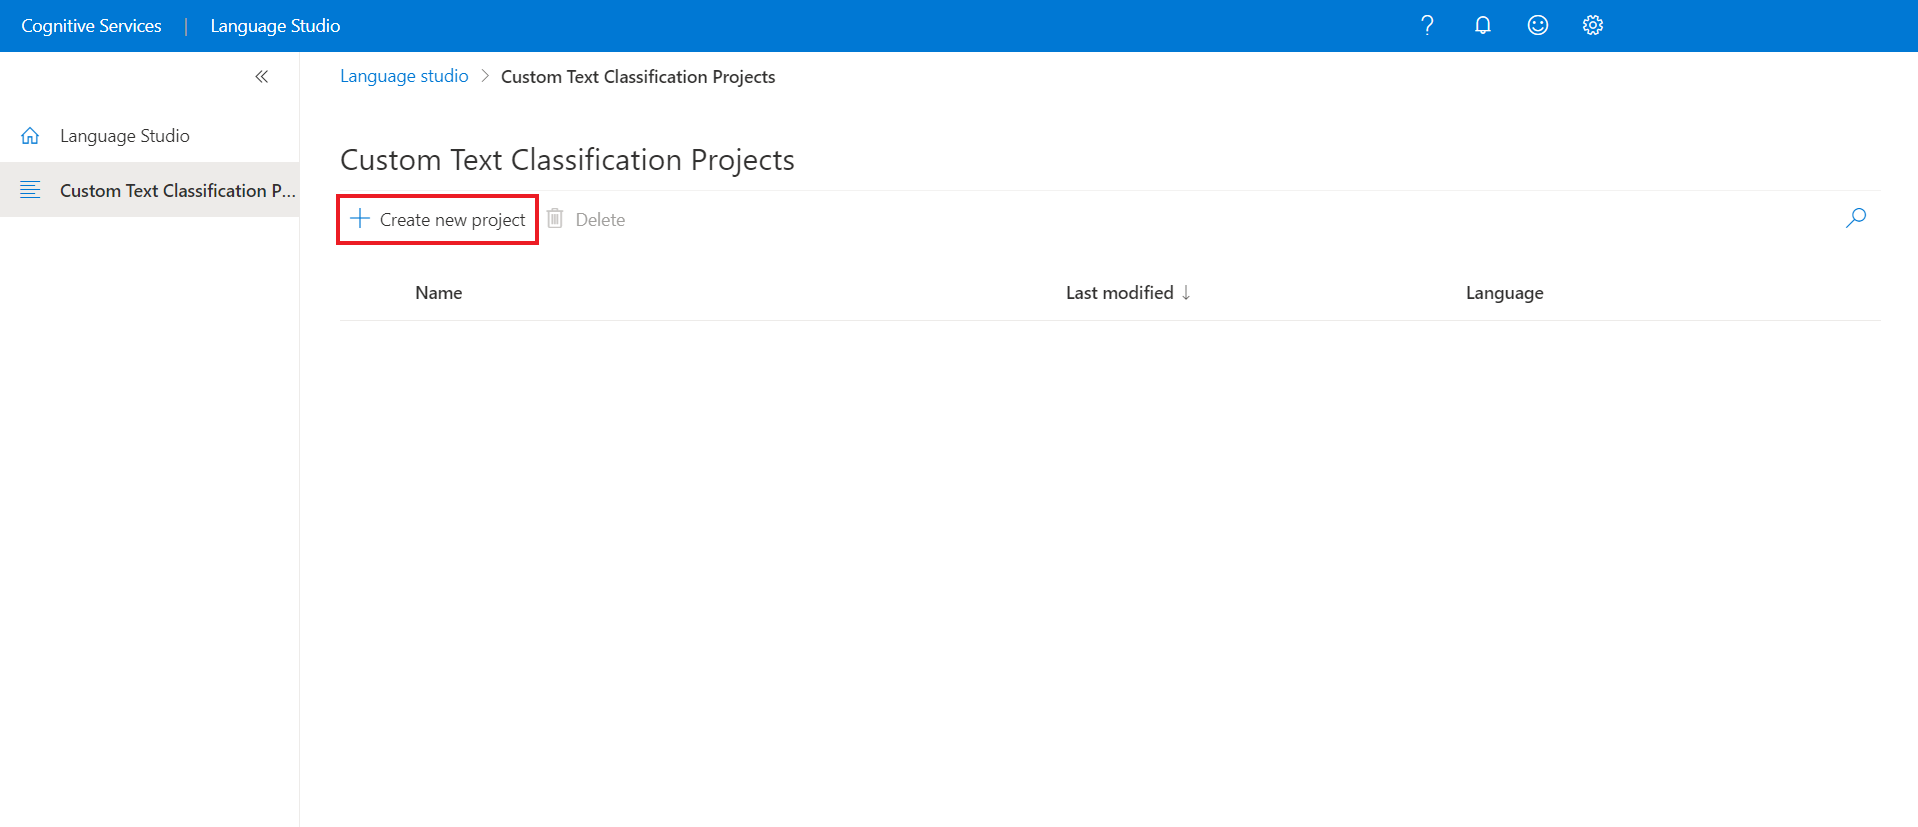 Cognitive Services | Language Studio
Language studio > Custom Text Classification Projects
Language Studio
Custom Text Classification P...
Custom Text Classification Projects
Create new project Delete
Name Last modified ↓ Language